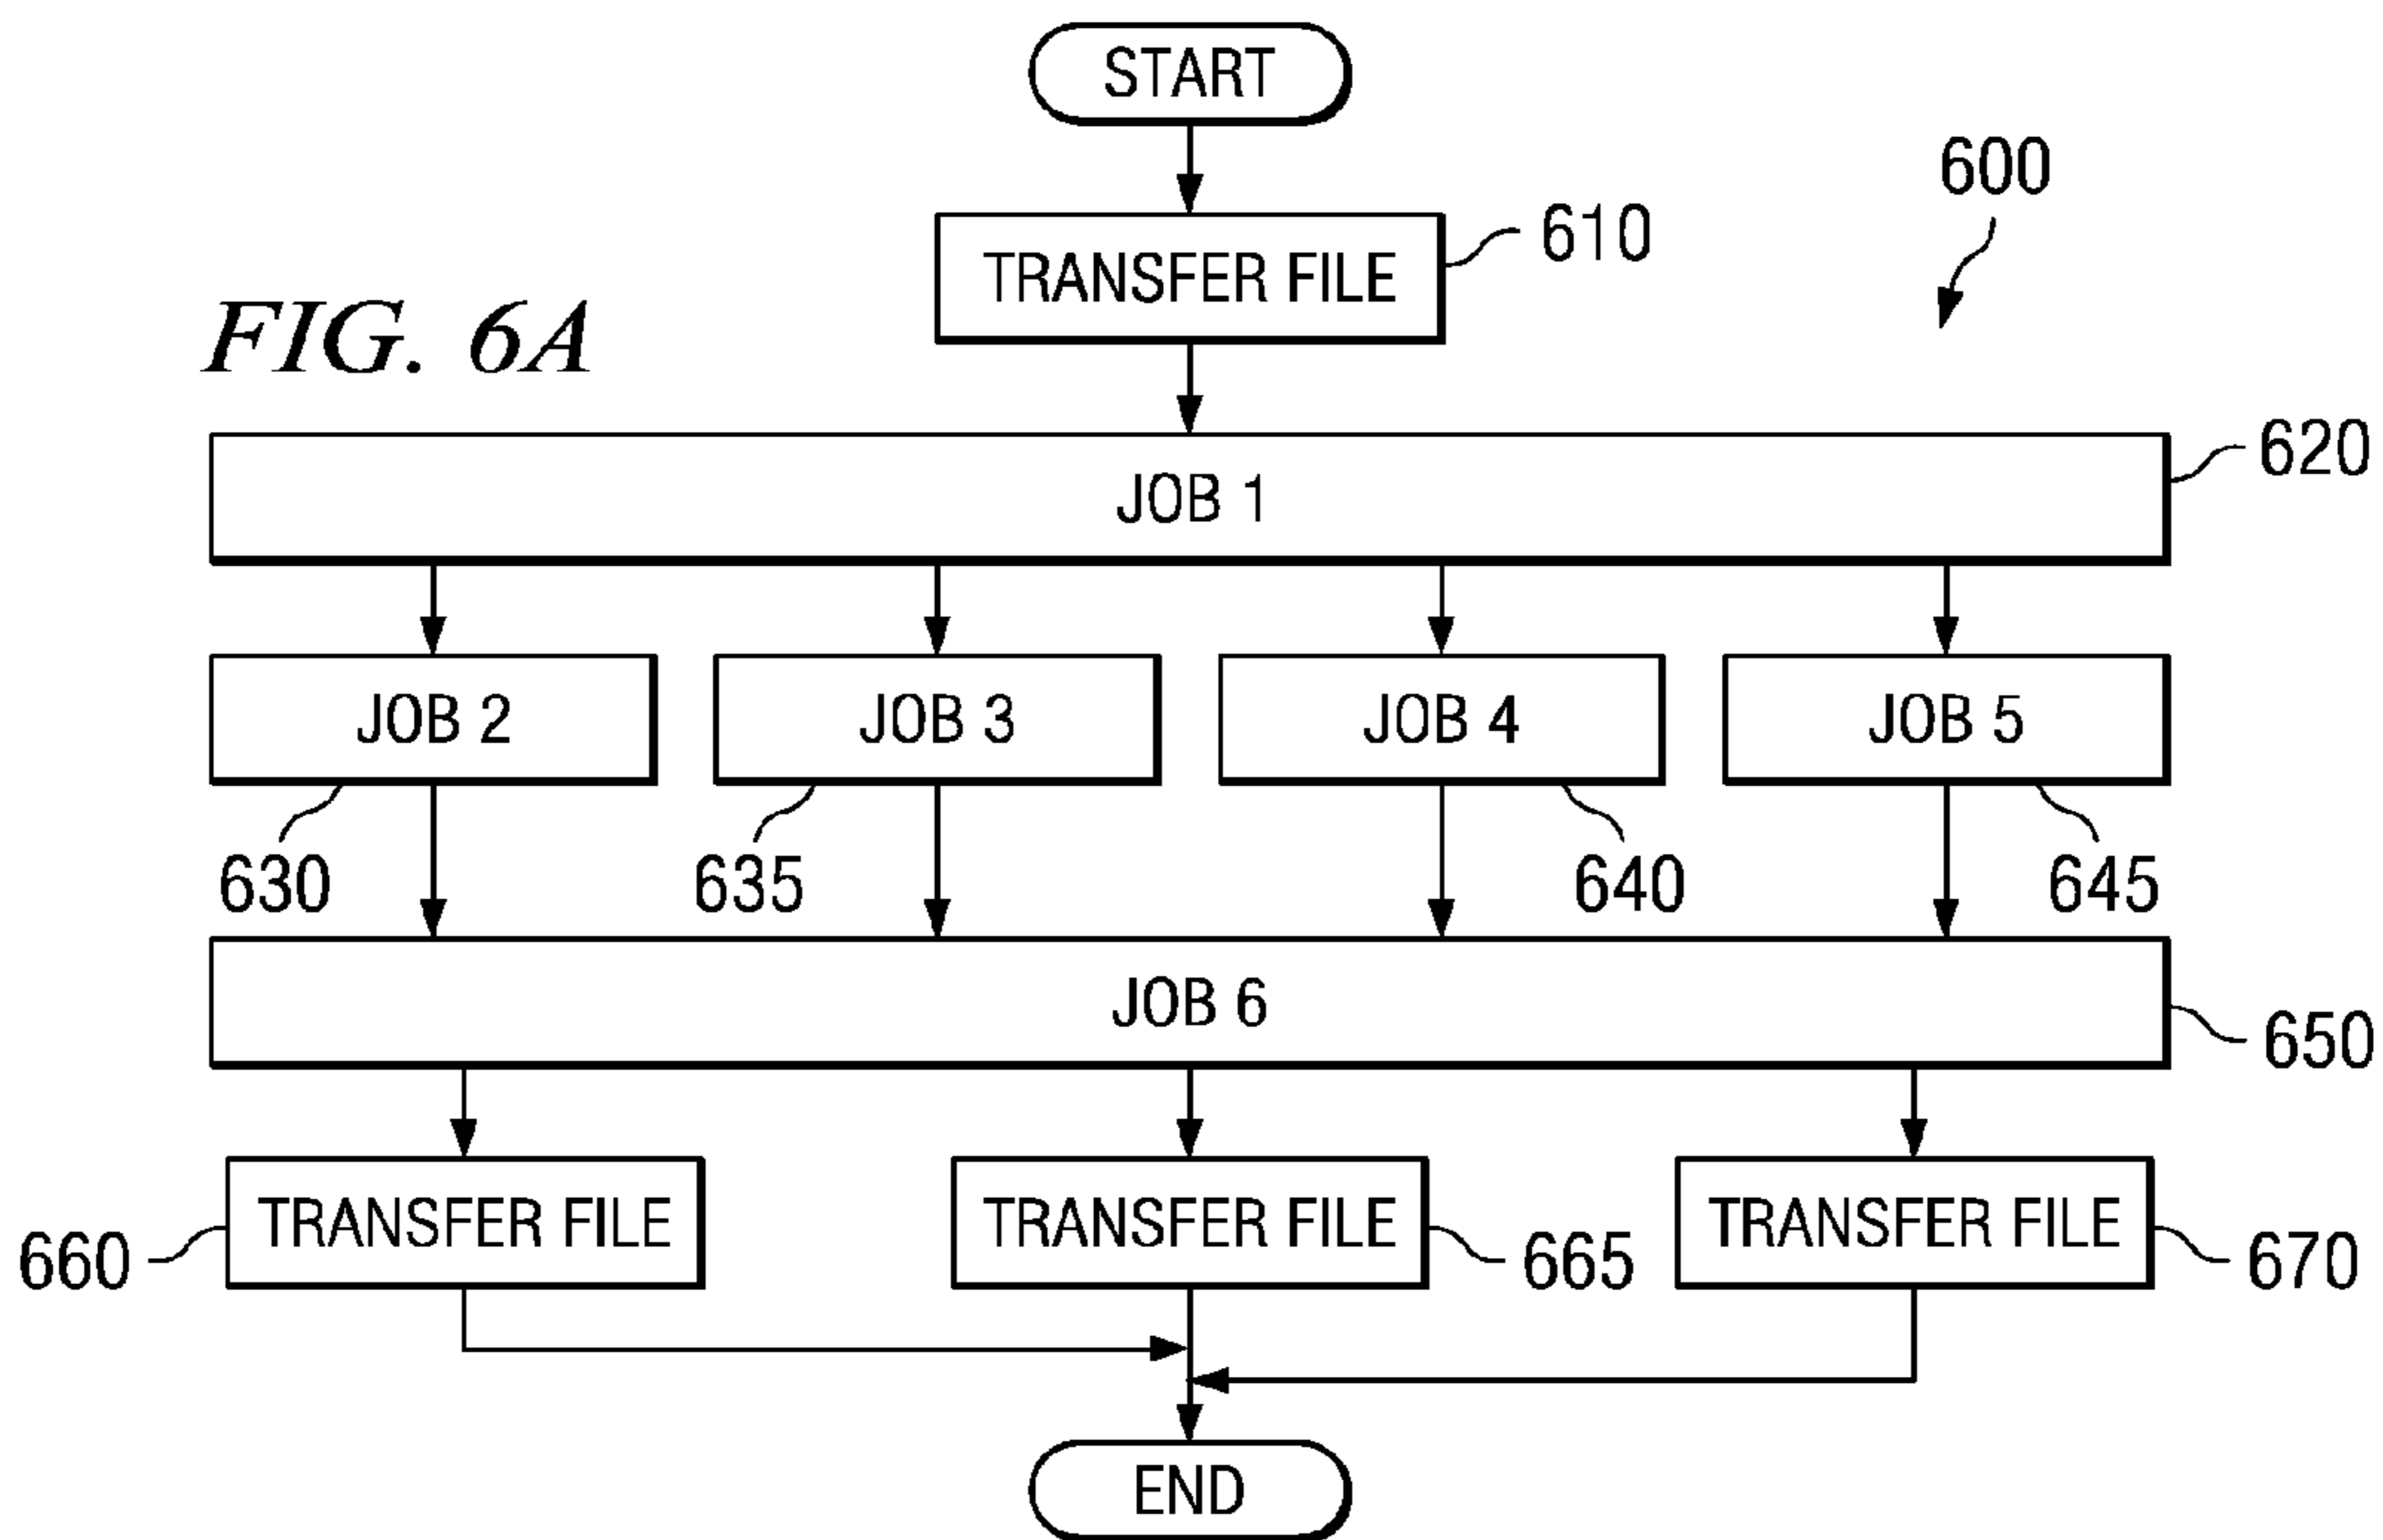 START
600
610
TRANSFER FILE
FIG. 6A
620
JOB 1
JOB 2
JOB 3
JOB 4
JOB 5
630
635
640
645
JOB 6
650
TRANSFER FILE
TRANSFER FILE
TRANSFER FILE
660
665
670
END